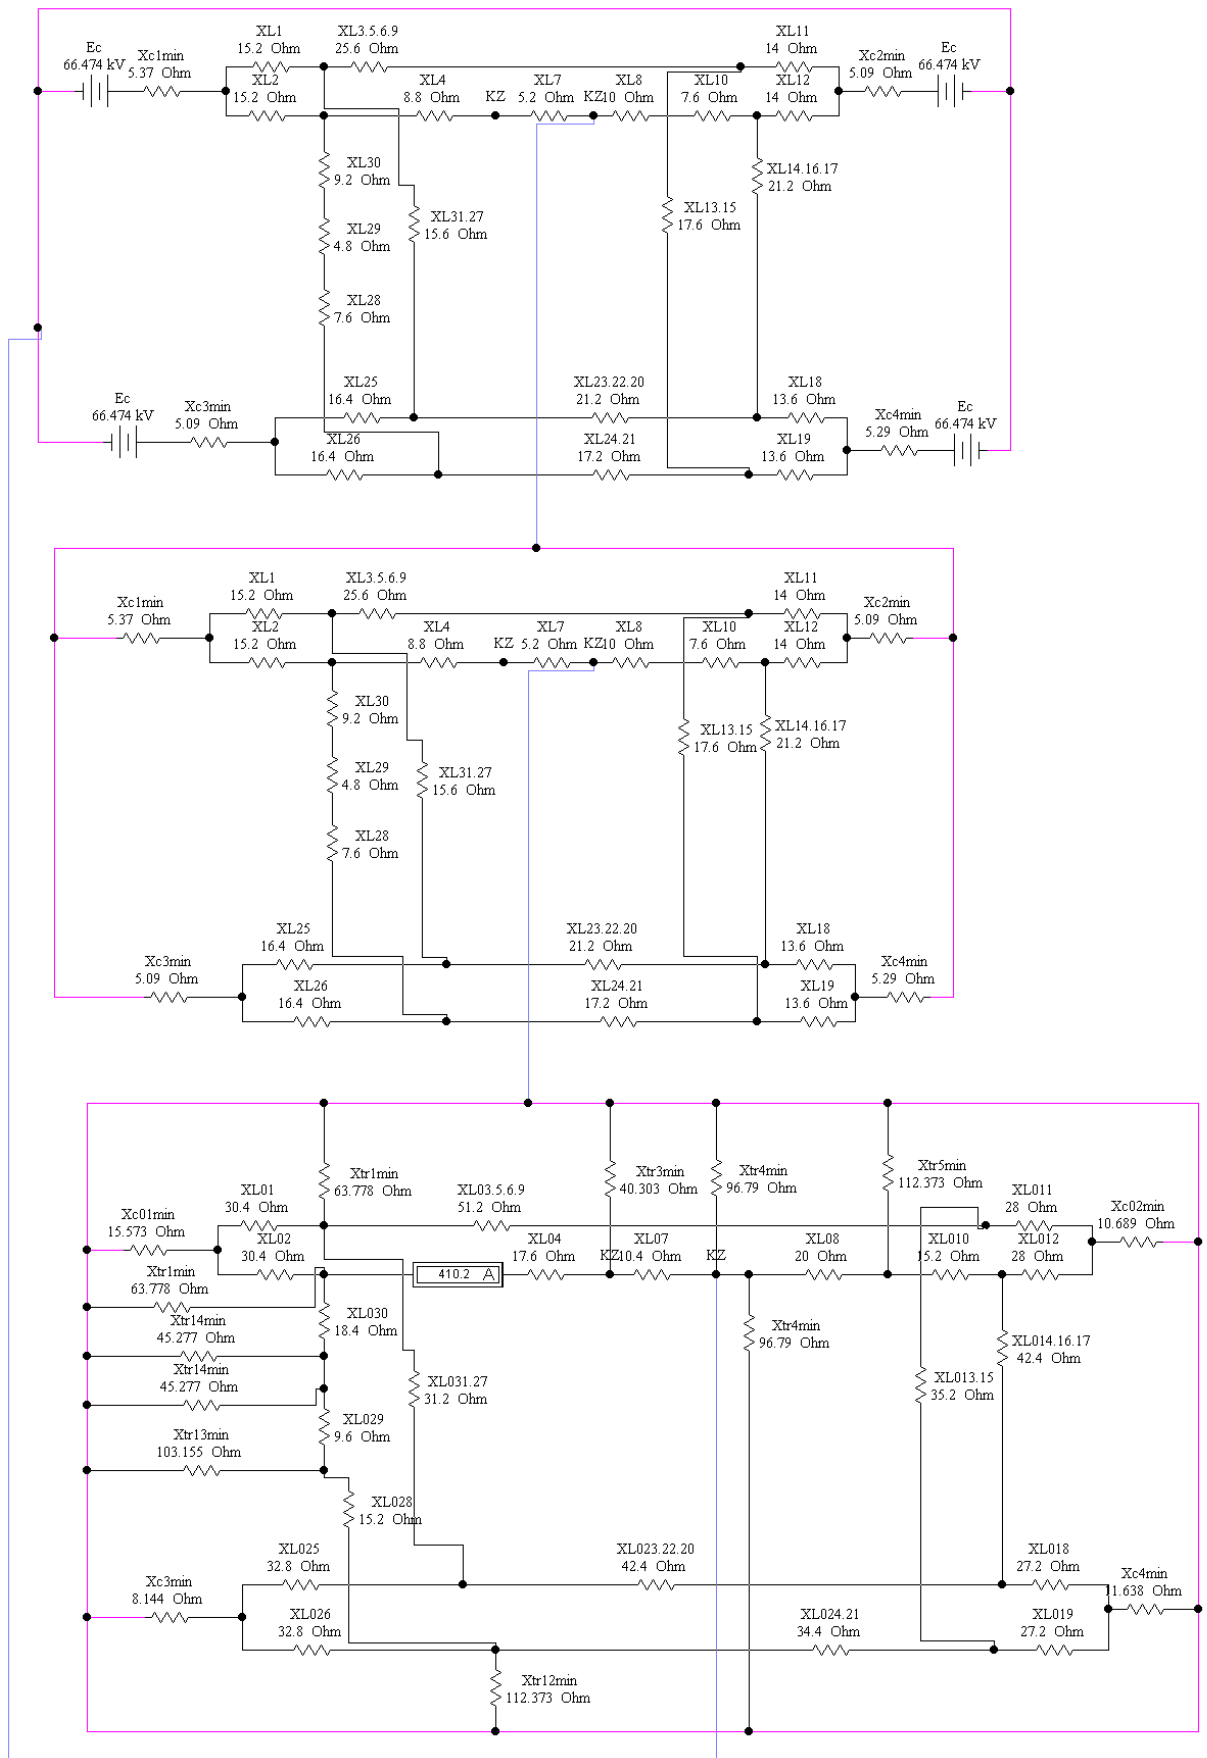 XL1
15.2 Ohm
XL3.5.6.9
25.6 Ohm
XL11
14 Ohm
Ec
66.474 kV
Xc1min
5.37 Ohm
Xc2min
5.09 Ohm
Ec
66.474 kV
XL2
15.2 Ohm
XL4
8.8 Ohm
KZ
XL7
5.2 Ohm
KZ
XL8
10 Ohm
XL10
7.6 Ohm
XL12
14 Ohm
XL30
9.2 Ohm
XL14.16.17
21.2 Ohm
XL31.27
15.6 Ohm
XL13.15
17.6 Ohm
XL29
4.8 Ohm
XL28
7.6 Ohm
XL25
16.4 Ohm
XL23.22.20
21.2 Ohm
XL18
13.6 Ohm
Ec
66.474 kV
Xc3min
5.09 Ohm
Xc4min
5.29 Ohm
Ec
66.474 kV
XL26
16.4 Ohm
XL24.21
17.2 Ohm
XL19
13.6 Ohm
XL1
15.2 Ohm
XL3.5.6.9
25.6 Ohm
XL11
14 Ohm
Xc1min
5.37 Ohm
Xc2min
5.09 Ohm
XL2
15.2 Ohm
XL4
8.8 Ohm
KZ
XL7
5.2 Ohm
KZ
XL8
10 Ohm
XL10
7.6 Ohm
XL12
14 Ohm
XL30
9.2 Ohm
XL13.15
17.6 Ohm
XL14.16.17
21.2 Ohm
XL29
4.8 Ohm
XL31.27
15.6 Ohm
XL28
7.6 Ohm
XL25
16.4 Ohm
XL23.22.20
21.2 Ohm
XL18
13.6 Ohm
Xc3min
5.09 Ohm
Xc4min
5.29 Ohm
XL26
16.4 Ohm
XL24.21
17.2 Ohm
XL19
13.6 Ohm
Xtr1min
63.778 Ohm
Xtr3min
40.303 Ohm
Xtr4min
96.79 Ohm
Xtr5min
112.373 Ohm
XL01
30.4 Ohm
XL03.5.6.9
51.2 Ohm
XL011
28 Ohm
Xc01min
15.573 Ohm
Xc02min
10.689 Ohm
XL02
30.4 Ohm
410.2 A
XL04
17.6 Ohm
KZ
XL07
10.4 Ohm
KZ
XL08
20 Ohm
XL010
15.2 Ohm
XL012
28 Ohm
Xtr1min
63.778 Ohm
XL030
18.4 Ohm
Xtr14min
45.277 Ohm
Xtr4min
96.79 Ohm
XL014.16.17
42.4 Ohm
Xtr14min
45.277 Ohm
XL031.27
31.2 Ohm
XL013.15
35.2 Ohm
XL029
9.6 Ohm
Xtr13min
103.155 Ohm
XL028
15.2 Ohm
XL025
32.8 Ohm
XL023.22.20
42.4 Ohm
XL018
27.2 Ohm
Xc3min
8.144 Ohm
Xc4min
11.638 Ohm
XL026
32.8 Ohm
XL024.21
34.4 Ohm
XL019
27.2 Ohm
Xtr12min
112.373 Ohm